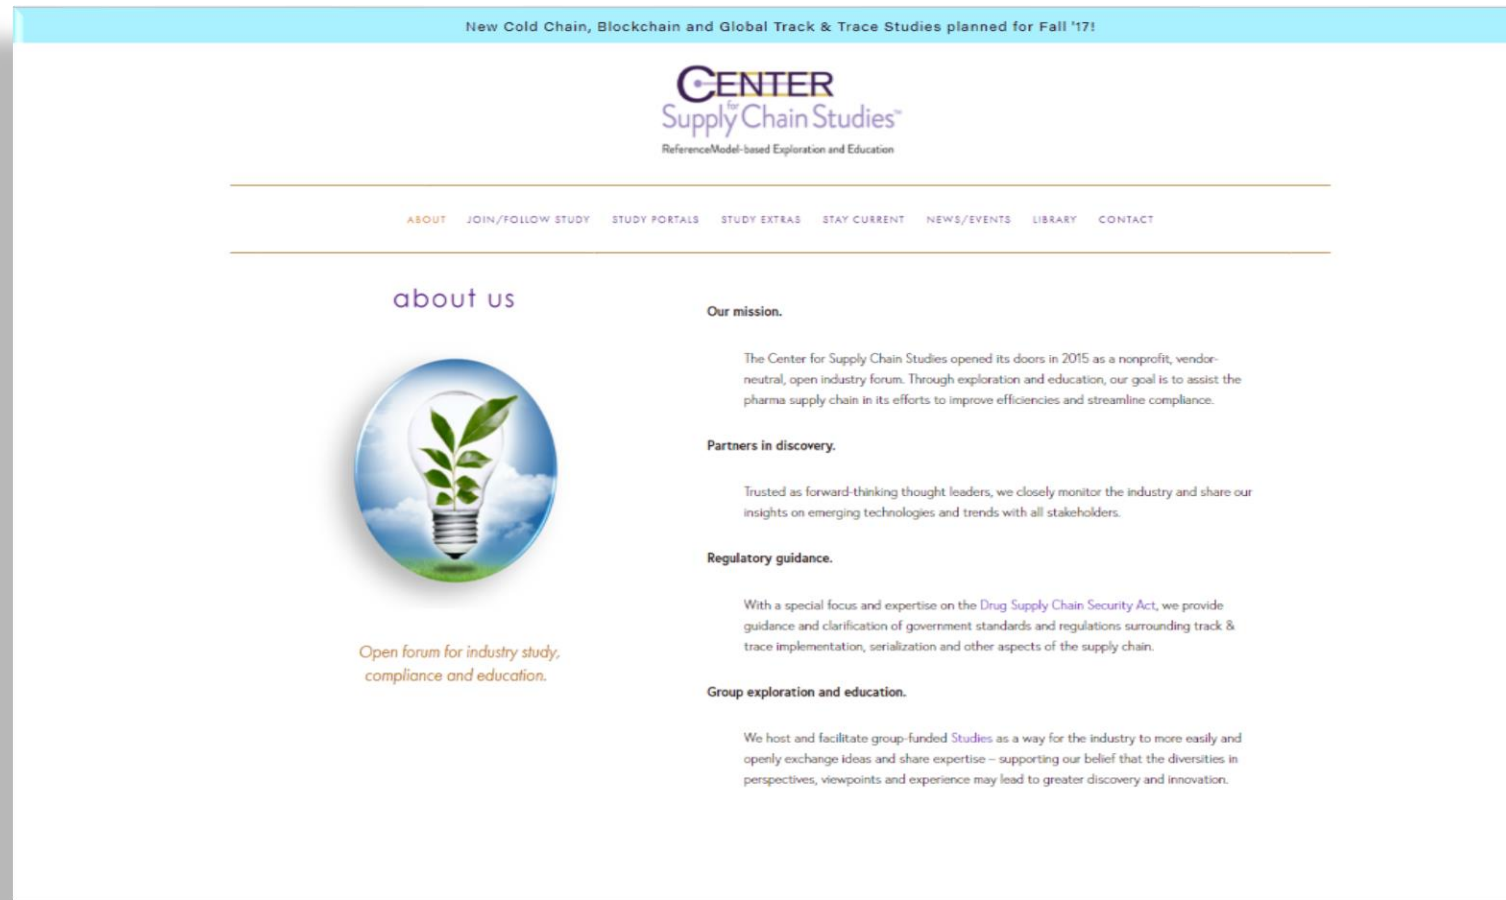 New Cold Chain, Blockchain and Global Track & Trace Studies planned for Fall '17!
CENTER
for
Supply Chain Studies™
ReferenceModel-based Exploration and Education
ABOUT JOIN/FOLLOW STUDY STUDY PORTALS STUDY EXTRAS STAY CURRENT NEWS/EVENTS LIBRARY CONTACT
about us
Open forum for industry study,
compliance and education.
Our mission.
The Center for Supply Chain Studies opened its doors in 2015 as a nonprofit, vendor-
neutral, open industry forum. Through exploration and education, our goal is to assist the
pharma supply chain in its efforts to improve efficiencies and streamline compliance.
Partners in discovery.
Trusted as forward-thinking thought leaders, we closely monitor the industry and share our
insights on emerging technologies and trends with all stakeholders.
Regulatory guidance.
With a special focus and expertise on the Drug Supply Chain Security Act, we provide
guidance and clarification of government standards and regulations surrounding track &
trace implementation, serialization and other aspects of the supply chain.
Group exploration and education.
We host and facilitate group-funded Studies as a way for the industry to more easily and
openly exchange ideas and share expertise – supporting our belief that the diversities in
perspectives, viewpoints and experience may lead to greater discovery and innovation.